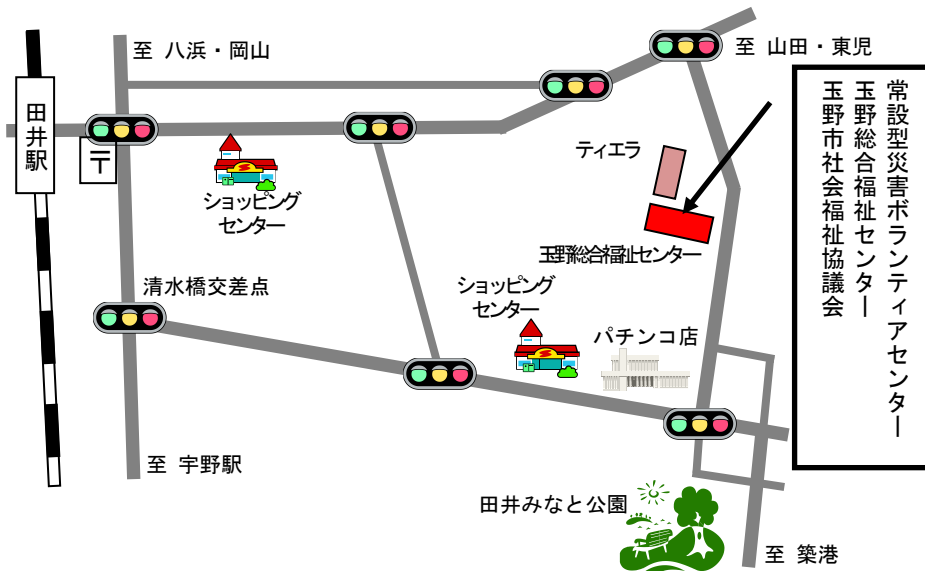 至 八浜・岡山
至 山田・東児
田井駅
〒
ティエラ
ショッピング
センター
玉野総合福祉センター
清水橋交差点
ショッピング
センター
パチンコ店
至 宇野駅
田井みなと公園
至 築港
常設型災害ボランティアセンター
玉野総合福祉センター
玉野市社会福祉協議会